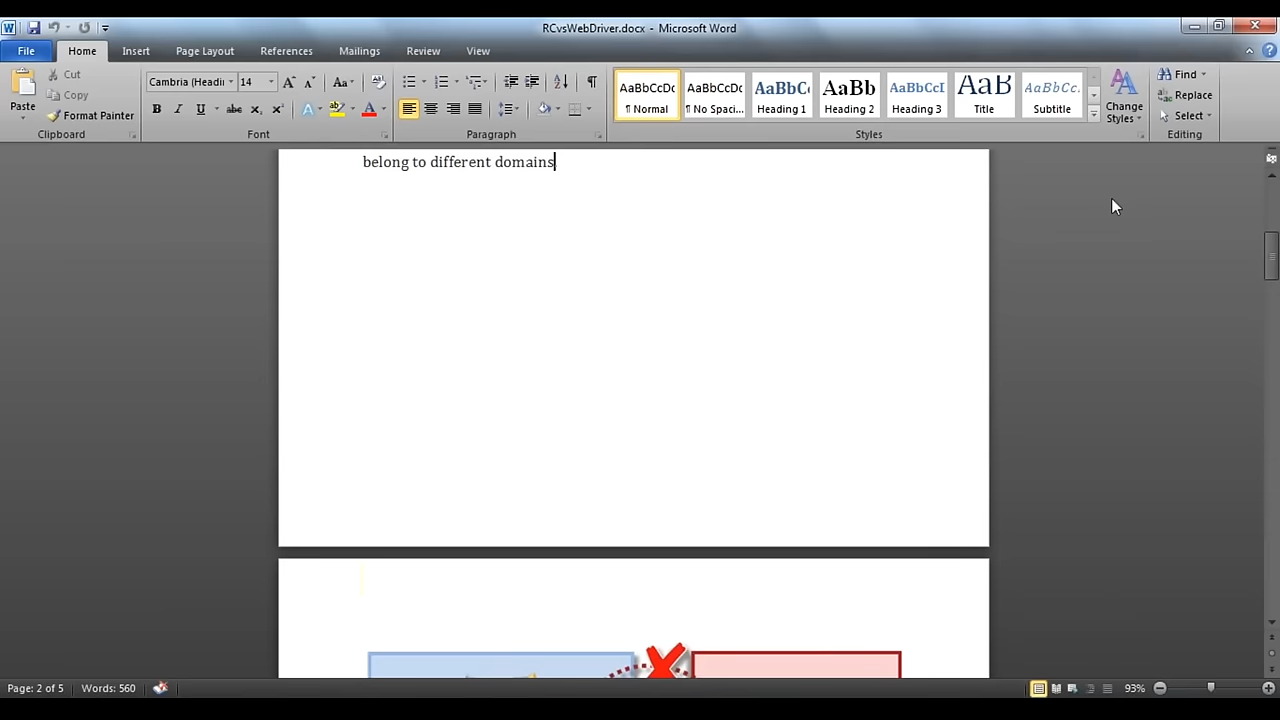 RCvsWebDriver.docx - Microsoft Word
File Home Insert Page Layout References Mailings Review View
Paste
Cut
Copy
Format Painter
Clipboard
Cambria (Headi 14
Font
Paragraph
AaBbCcDc AaBbCcDc AaBbC AaBb AaBbCcI AaB AaBbCc.
¶ Normal ¶ No Spaci... Heading 1 Heading 2 Heading 3 Title Subtitle
Styles
Change
Styles
Find
Replace
Select
Editing
belong to different domains
Page: 2 of 5 Words: 560 93%